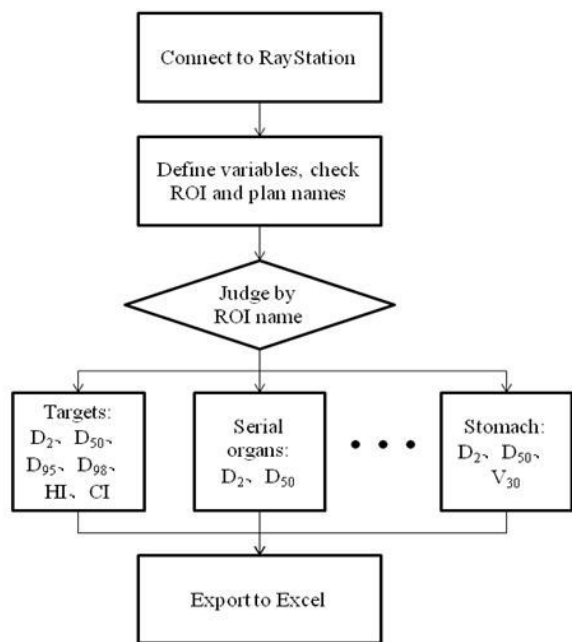 Connect to RayStation
Define variables, check
ROI and plan names
Judge by
ROI name
Targets:
D₂、D₅₀、
D₉₅、D₉₈、
HI、CI
Serial
organs:
D₂、D₅₀
Stomach:
D₂、D₅₀、
V₃₀
Export to Excel